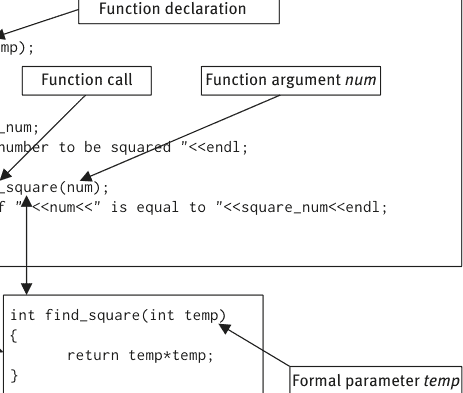 Function declaration
mp);
Function call
Function argument num
_num;
number to be squared "<<endl;
_square(num);
f "<<num<<" is equal to "<<square_num<<endl;
int find_square(int temp)
{
return temp*temp;
}
Formal parameter temp